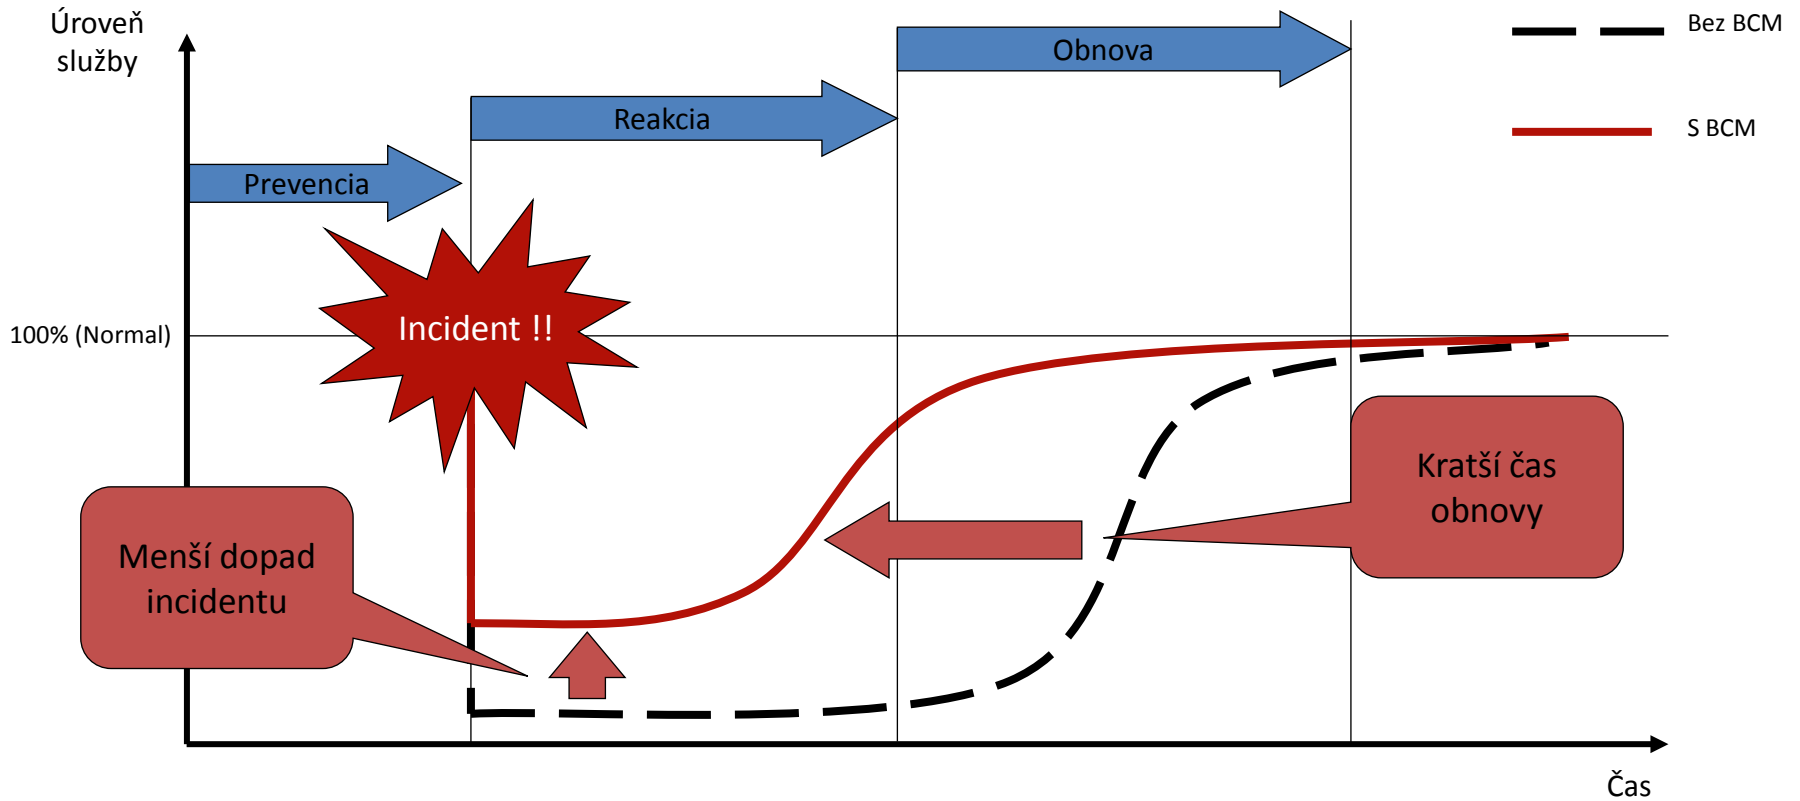 Úroveň
služby
Obnova
Bez BCM
Reakcia
S BCM
Prevencia
100% (Normal)
Incident !!
Kratší čas
obnovy
Menší dopad
incidentu
Čas